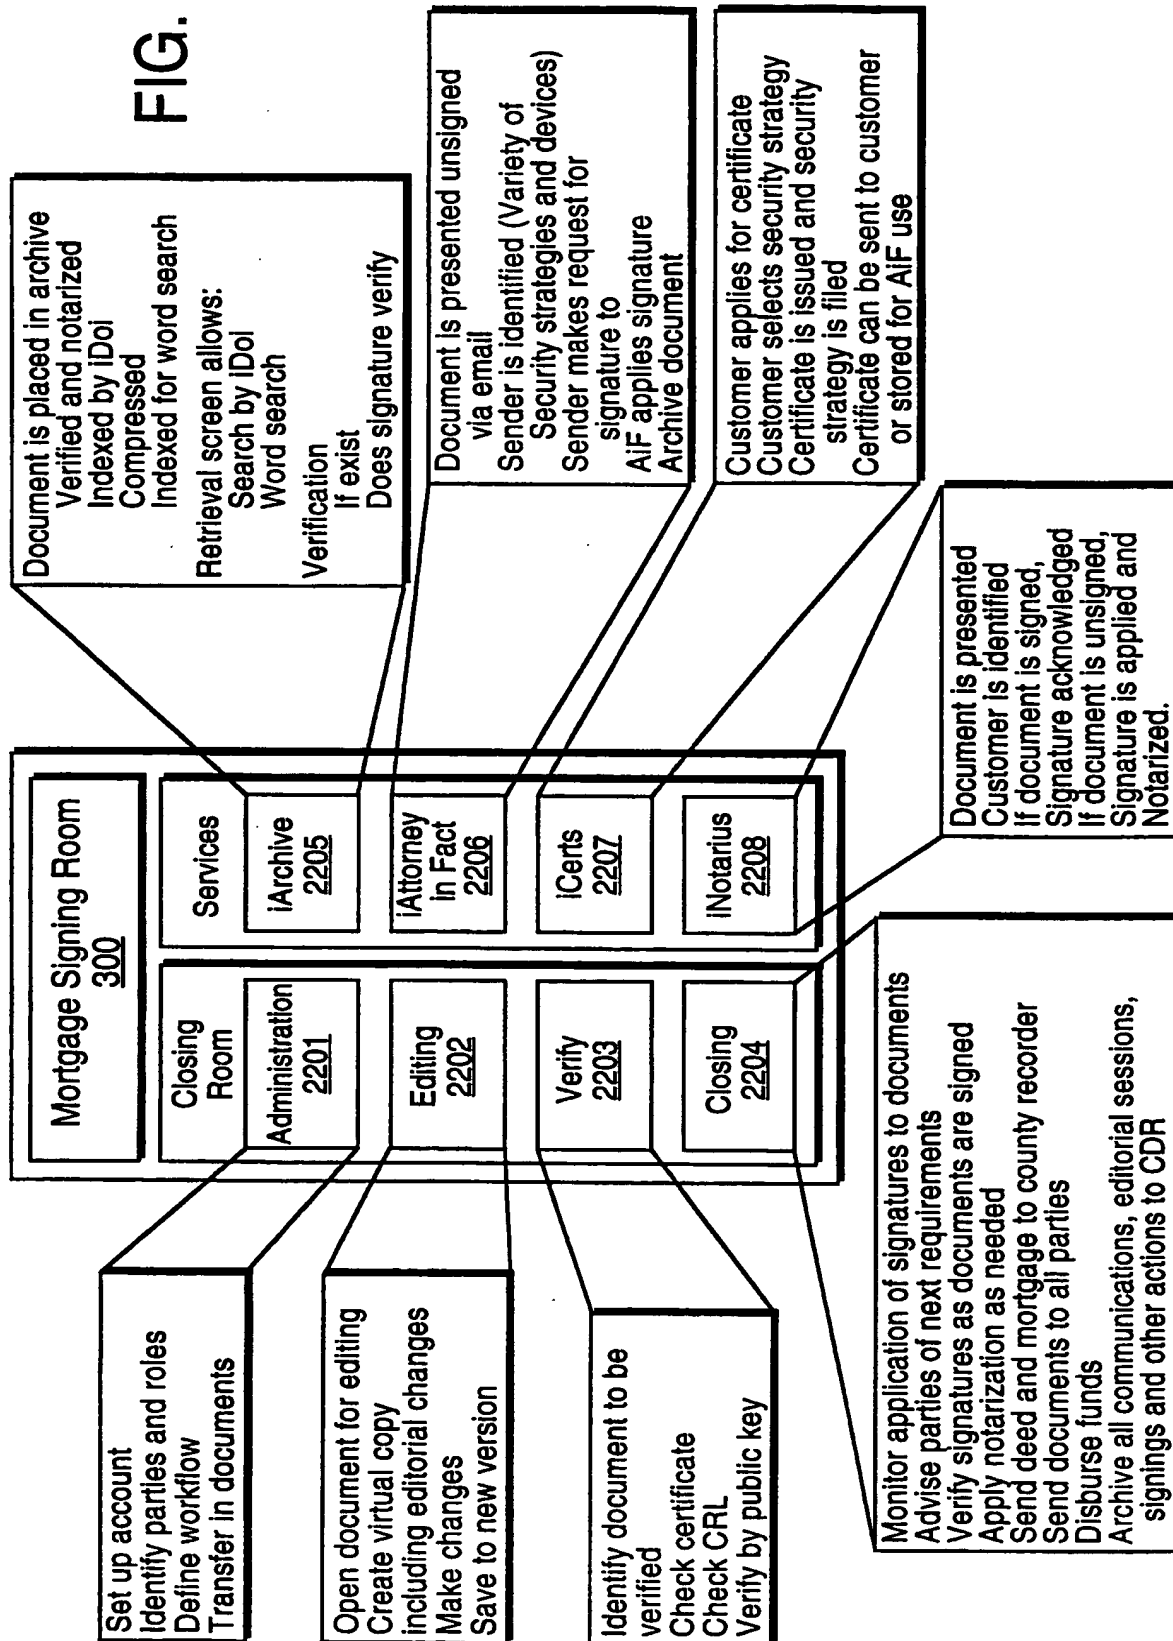 FIG.
Mortgage Signing Room
300
Closing
Room
Administration
2201
Editing
2202
Verify
2203
Closing
2204
Services
iArchive
2205
iAttorney
in Fact
2206
iCerts
2207
iNotarius
2208
Set up account
Identify parties and roles
Define workflow
Transfer in documents
Open document for editing
Create virtual copy
including editorial changes
Make changes
Save to new version
Identify document to be
verified
Check certificate
Check CRL
Verify by public key
Monitor application of signatures to documents
Advise parties of next requirements
Verify signatures as documents are signed
Apply notarization as needed
Send deed and mortgage to county recorder
Send documents to all parties
Disburse funds
Archive all communications, editorial sessions,
signings and other actions to CDR
Document is placed in archive
Verified and notarized
Indexed by iDol
Compressed
Indexed for word search
Retrieval screen allows:
Search by iDol
Word search
Verification
If exist
Does signature verify
Document is presented unsigned
via email
Sender is identified (Variety of
Security strategies and devices)
Sender makes request for
signature to
AiF applies signature
Archive document
Customer applies for certificate
Customer selects security strategy
Certificate is issued and security
strategy is filed
Certificate can be sent to customer
or stored for AiF use
Document is presented
Customer is identified
If document is signed,
Signature acknowledged
If document is unsigned,
Signature is applied and
Notarized.